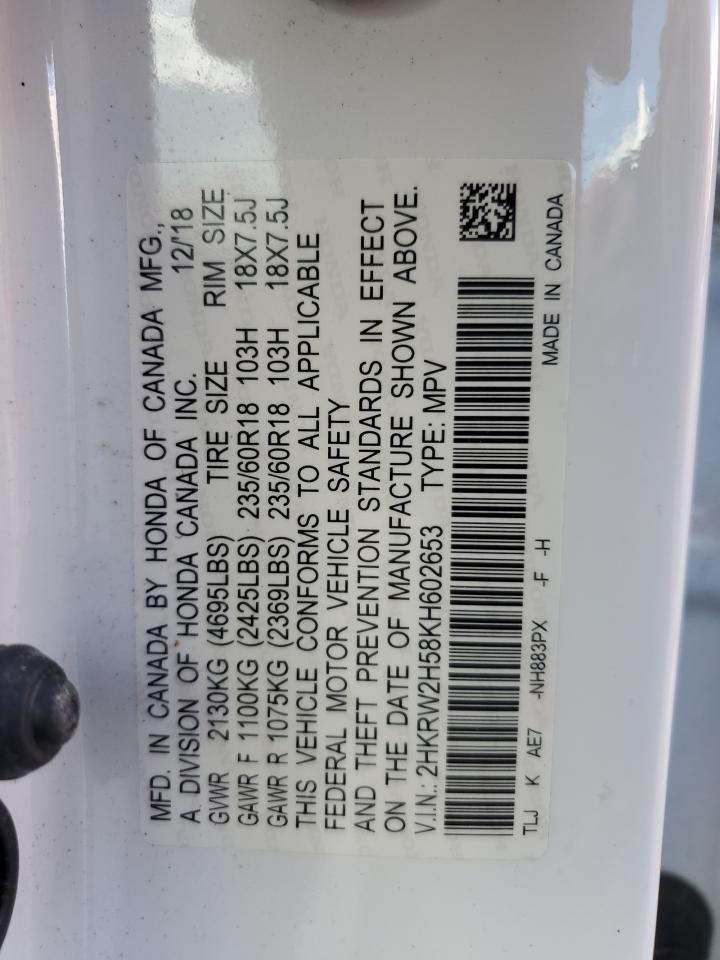 MFD. IN CANADA BY HONDA OF CANADA MFG.,
A DIVISION OF HONDA CANADA INC. 12/'18
GVWR 2130KG (4695LBS) TIRE SIZE RIM SIZE
GAWR F 1100KG (2425LBS) 235/60R18 103H 18X7.5J
GAWR R 1075KG (2369LBS) 235/60R18 103H 18X7.5J
THIS VEHICLE CONFORMS TO ALL APPLICABLE
FEDERAL MOTOR VEHICLE SAFETY
AND THEFT PREVENTION STANDARDS IN EFFECT
ON THE DATE OF MANUFACTURE SHOWN ABOVE.
V.I.N.: 2HKRW2H58KH602653 TYPE: MPV
TLJ K AE7 -NH883PX -F -H
MADE IN CANADA